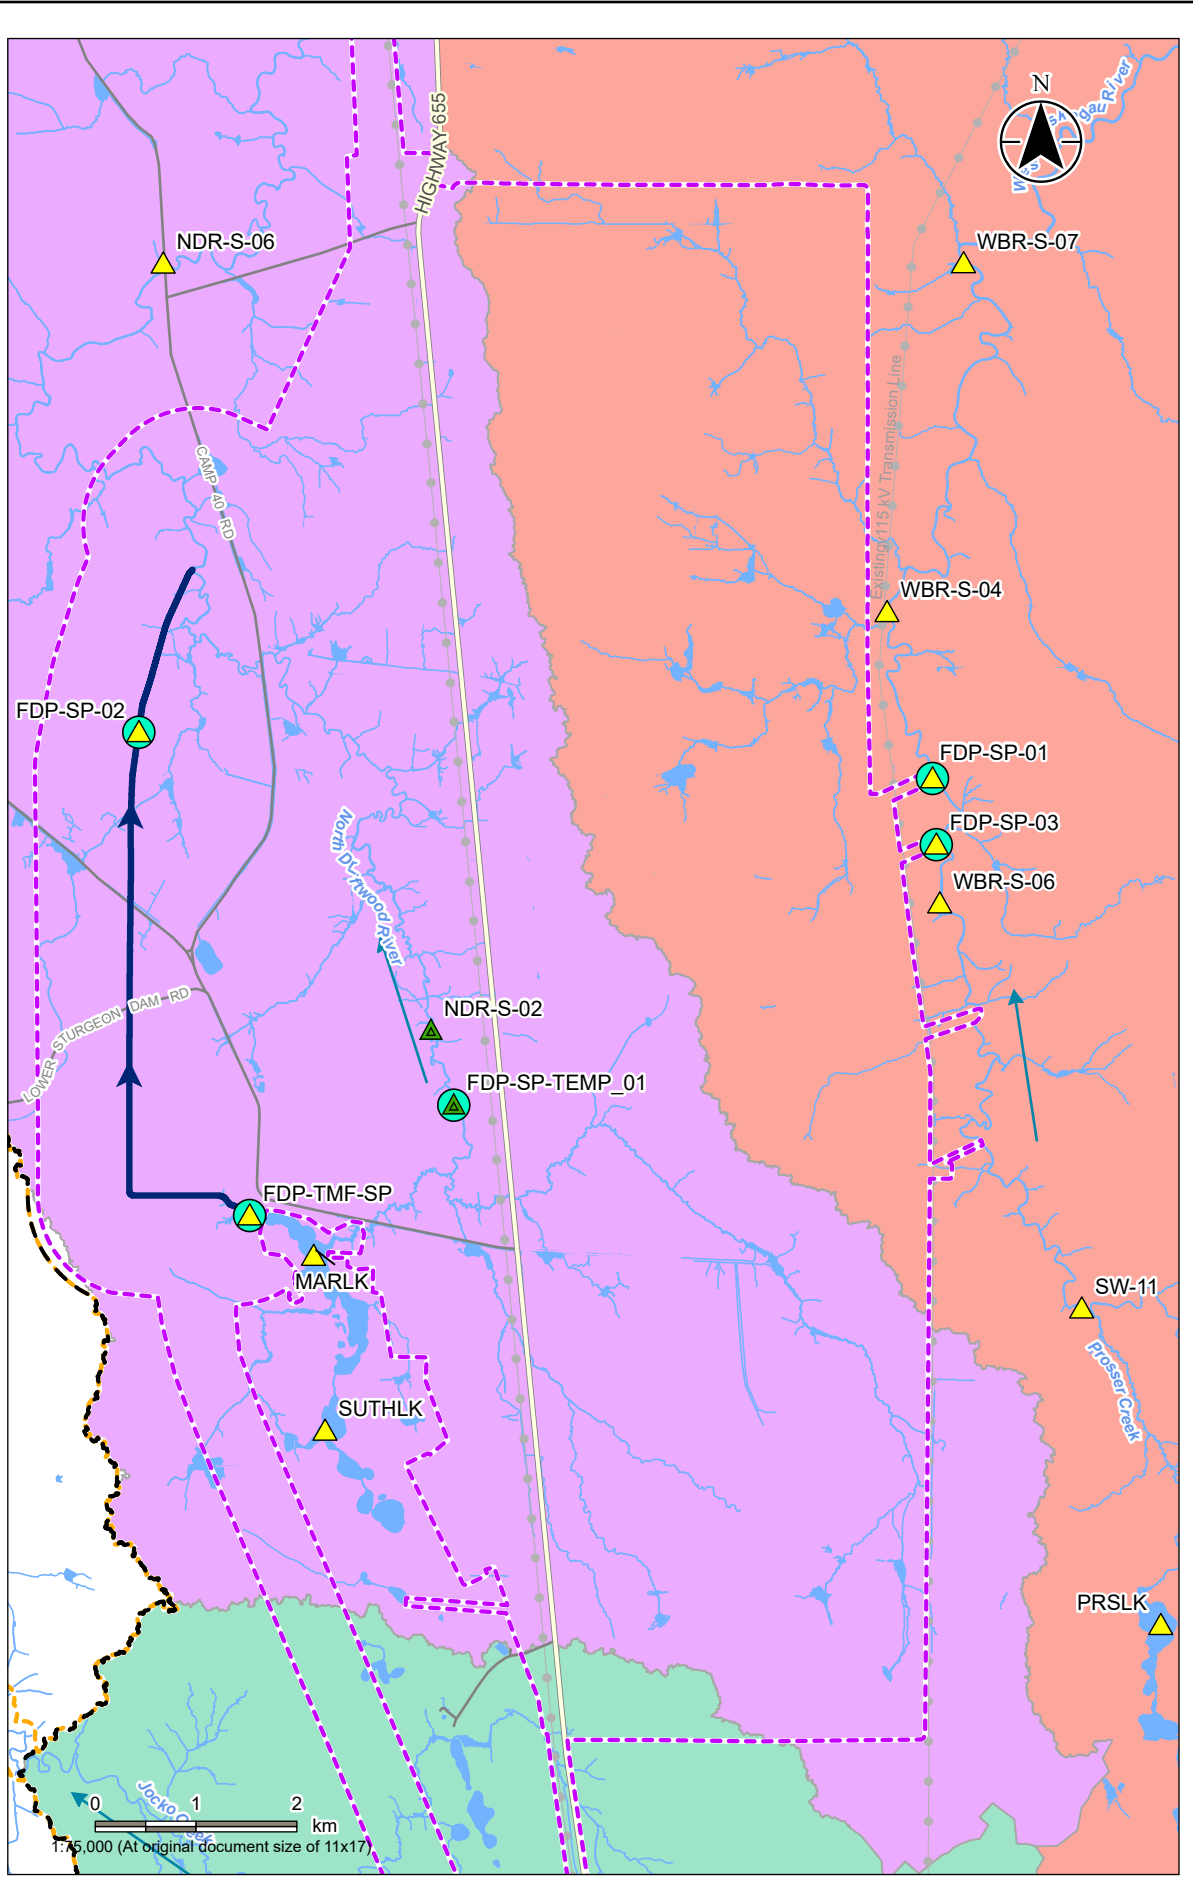 N
HIGHWAY 655
NDR-S-06
WBR-S-07
CAMP 40 RD
Existing 115 kV Transmission Line
WBR-S-04
FDP-SP-02
FDP-SP-01
FDP-SP-03
North Driftwood River
WBR-S-06
LOWER STURGEON DAM RD
NDR-S-02
FDP-SP-TEMP_01
FDP-TMF-SP
MARLK
SW-11
Prosser Creek
SUTHLK
PRSLK
Jocko Creek
0 1 2
km
1:75,000 (At original document size of 11x17)